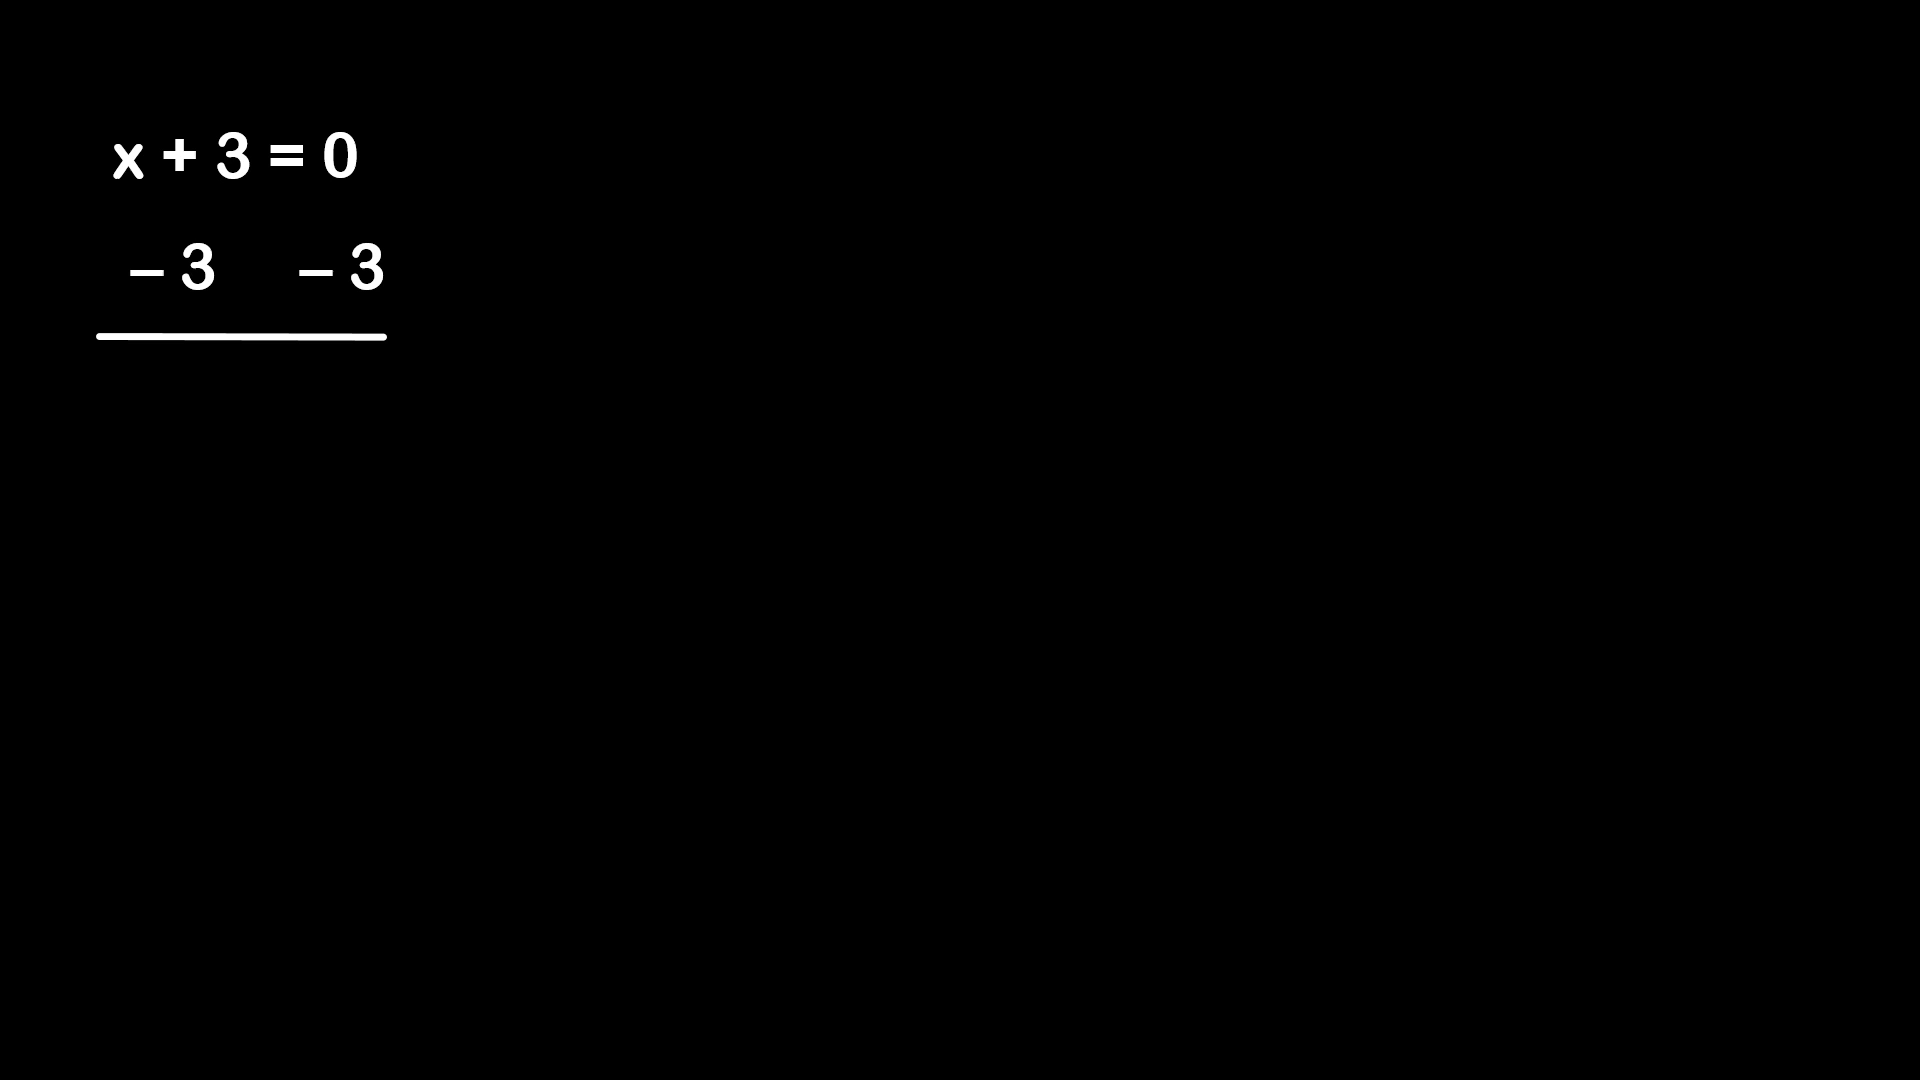 x + 3 = 0
– 3 – 3